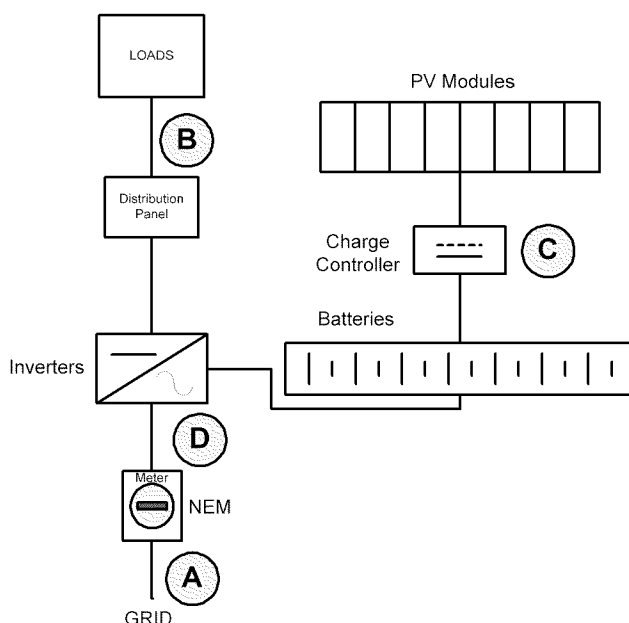 LOADS
PV Modules
B
Distribution
Panel
Charge
Controller
C
Batteries
Inverters
D
Meter
NEM
A
GRID